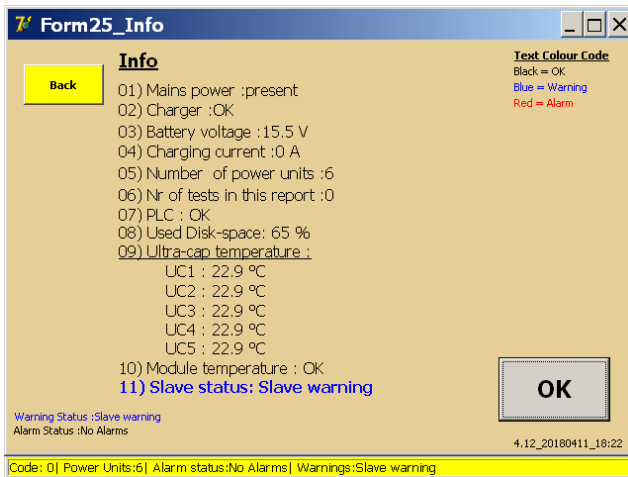 Form25_Info
Back
Info
01) Mains power :present
02) Charger :OK
03) Battery voltage :15.5 V
04) Charging current :0 A
05) Number of power units :6
06) Nr of tests in this report :0
07) PLC : OK
08) Used Disk-space: 65 %
09) Ultra-cap temperature :
UC1 : 22.9 ºC
UC2 : 22.9 ºC
UC3 : 22.9 ºC
UC4 : 22.9 ºC
UC5 : 22.9 ºC
10) Module temperature : OK
11) Slave status: Slave warning
Text Colour Code
Black = OK
Blue = Warning
Red = Alarm
OK
Warning Status :Slave warning
Alarm Status :No Alarms
4.12_20180411_18:22
Code: 0| Power Units:6| Alarm status:No Alarms| Warnings:Slave warning